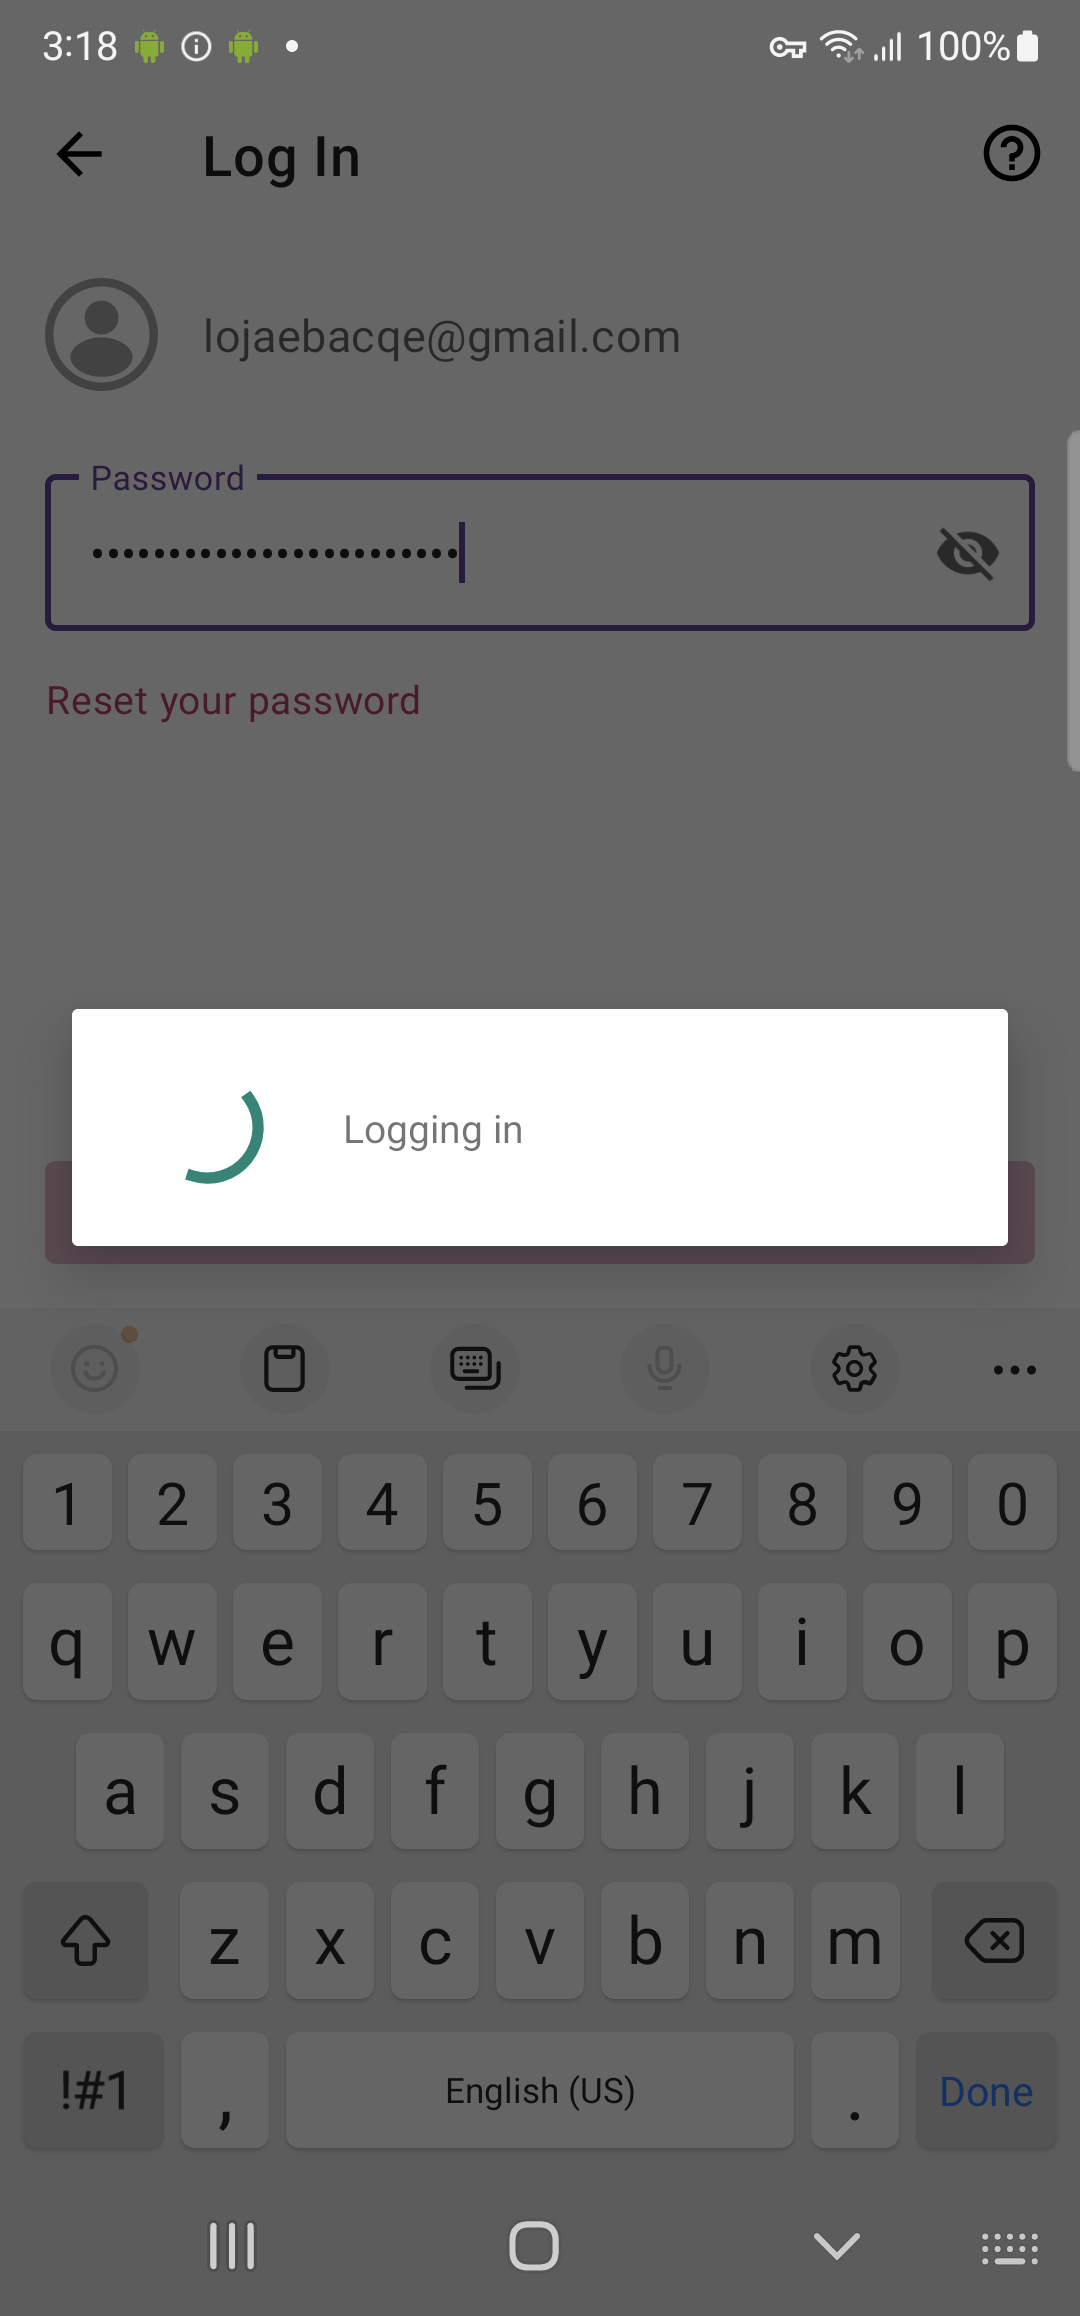 3:18 100%
Log In
lojaebacqe@gmail.com
Password
••••••••••••••••••••••••
Reset your password
Logging in
1 2 3 4 5 6 7 8 9 0
q w e r t y u i o p
a s d f g h j k l
z x c v b n m
!#1 , English (US) . Done